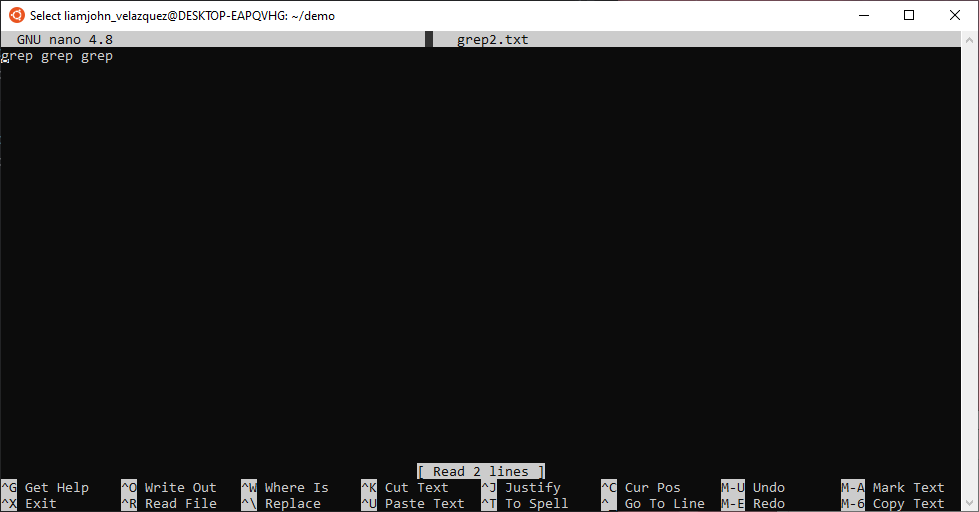 Select liamjohn_velazquez@DESKTOP-EAPQVHG: ~/demo
GNU nano 4.8 grep2.txt
grep grep grep
[ Read 2 lines ]
^G Get Help ^O Write Out ^W Where Is ^K Cut Text ^J Justify ^C Cur Pos M-U Undo M-A Mark Text
^X Exit ^R Read File ^\ Replace ^U Paste Text ^T To Spell ^_ Go To Line M-E Redo M-6 Copy Text